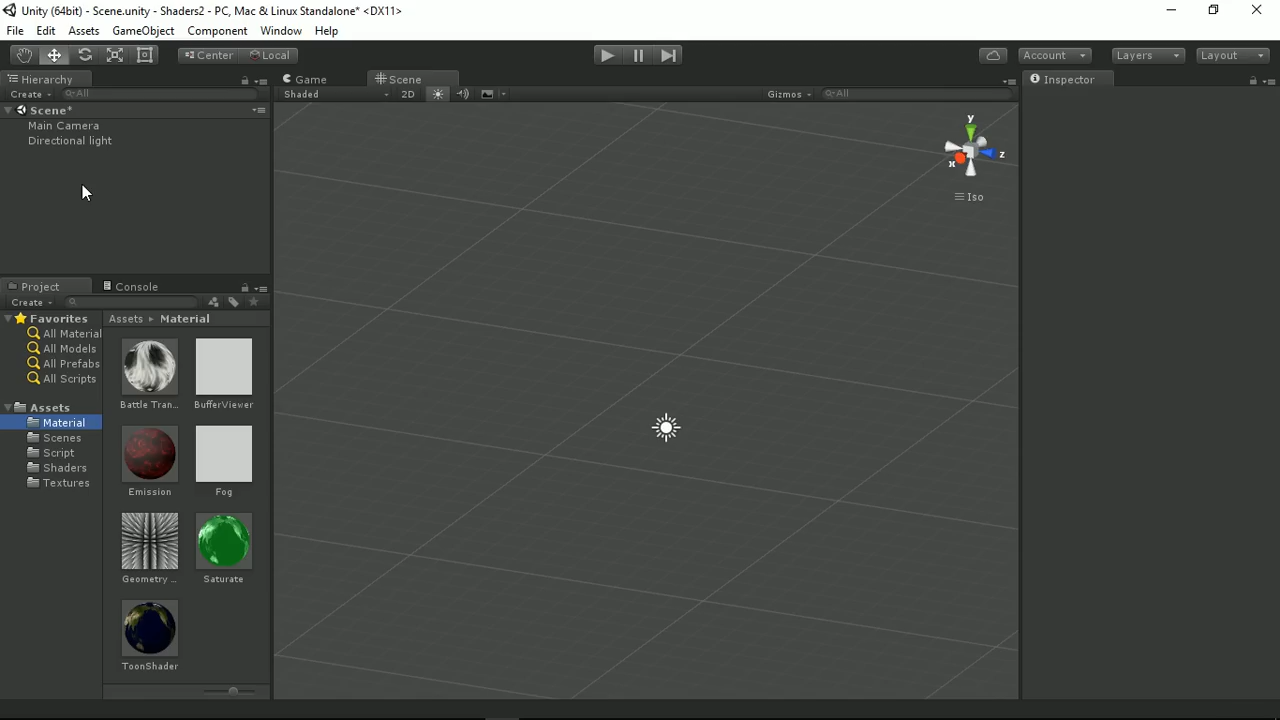 Unity (64bit) - Scene.unity - Shaders2 - PC, Mac & Linux Standalone* <DX11>
File Edit Assets GameObject Component Window Help
Center Local Account Layers Layout
Hierarchy Game Scene Inspector
Create All Shaded 2D Gizmos All
Scene*
Main Camera
Directional light
y
z
x
Iso
Project Console
Create
Favorites
All Material
All Models
All Prefabs
All Scripts
Assets
Material
Scenes
Script
Shaders
Textures
Assets Material
Battle Tran... BufferViewer
Emission Fog
Geometry ... Saturate
ToonShader